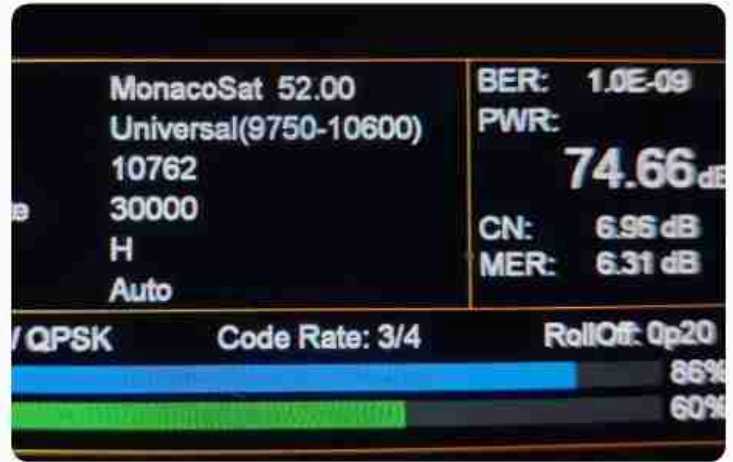 MonacoSat 52.00
Universal(9750-10600)
10762
30000
H
Auto
BER: 1.0E-09
PWR:
74.66
CN: 6.95 dB
MER: 6.31 dB
QPSK Code Rate: 3/4 RollOff: 0p20
86%
60%